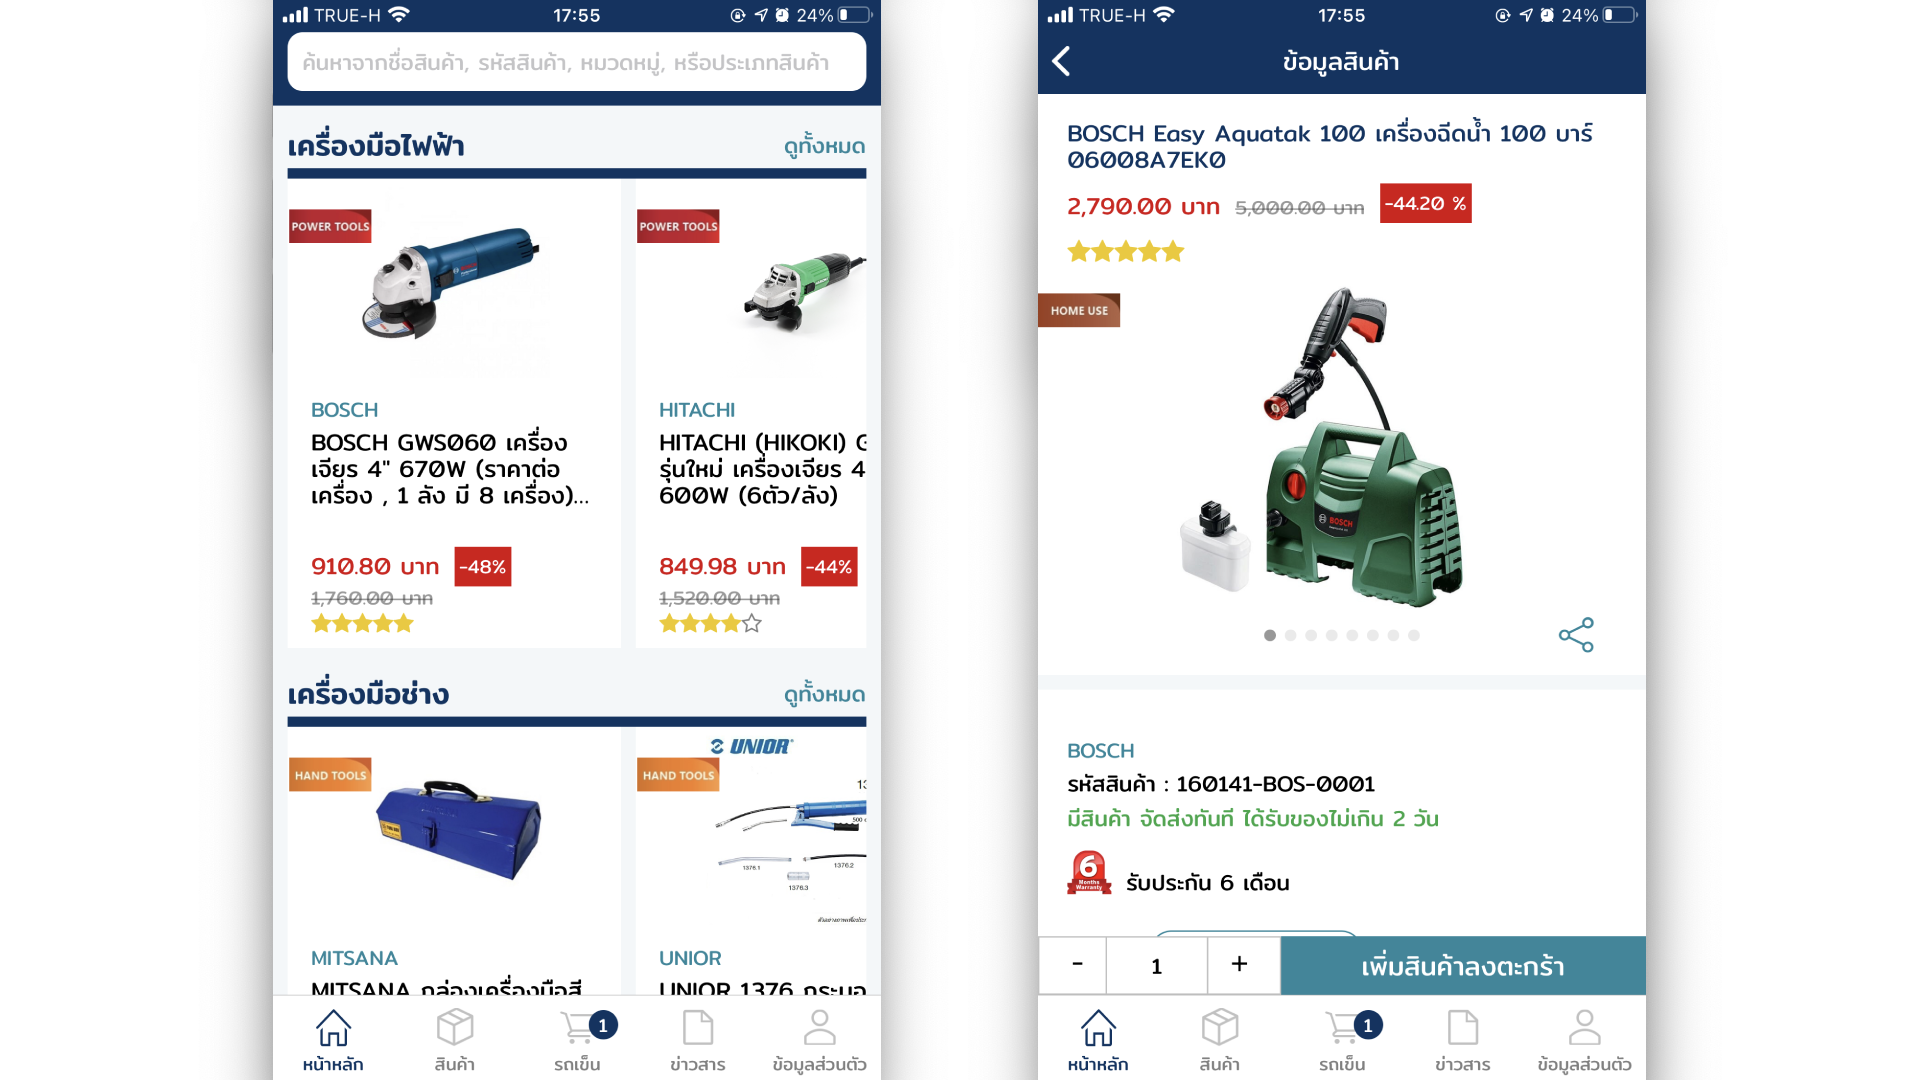 TRUE-H 17:55 24%
ค้นหาจากชื่อสินค้า, รหัสสินค้า, หมวดหมู่, หรือประเภทสินค้า
เครื่องมือไฟฟ้า ดูทั้งหมด
POWER TOOLS
BOSCH
BOSCH GWS060 เครื่อง
เจียร 4" 670W (ราคาต่อ
เครื่อง , 1 ลัง มี 8 เครื่อง)...
910.80 บาท -48%
1,760.00 บาท
POWER TOOLS
HITACHI
HITACHI (HIKOKI) G
รุ่นใหม่ เครื่องเจียร 4
600W (6ตัว/ลัง)
849.98 บาท -44%
1,520.00 บาท
เครื่องมือช่าง ดูทั้งหมด
HAND TOOLS
MITSANA
MITSANA กล่องเครื่องมือสี
UNIOR
HAND TOOLS
1376.1
1376.2
1376.3
UNIOR
UNIOR 1376 กระบอ
หน้าหลัก
สินค้า
1
รถเข็น
ข่าวสาร
ข้อมูลส่วนตัว
TRUE-H 17:55 24%
ข้อมูลสินค้า
BOSCH Easy Aquatak 100 เครื่องฉีดน้ำ 100 บาร์
06008A7EK0
2,790.00 บาท 5,000.00 บาท -44.20 %
HOME USE
BOSCH
BOSCH
รหัสสินค้า : 160141-BOS-0001
มีสินค้า จัดส่งทันที ได้รับของไม่เกิน 2 วัน
6
Months
Warranty
รับประกัน 6 เดือน
- 1 + เพิ่มสินค้าลงตะกร้า
หน้าหลัก
สินค้า
1
รถเข็น
ข่าวสาร
ข้อมูลส่วนตัว